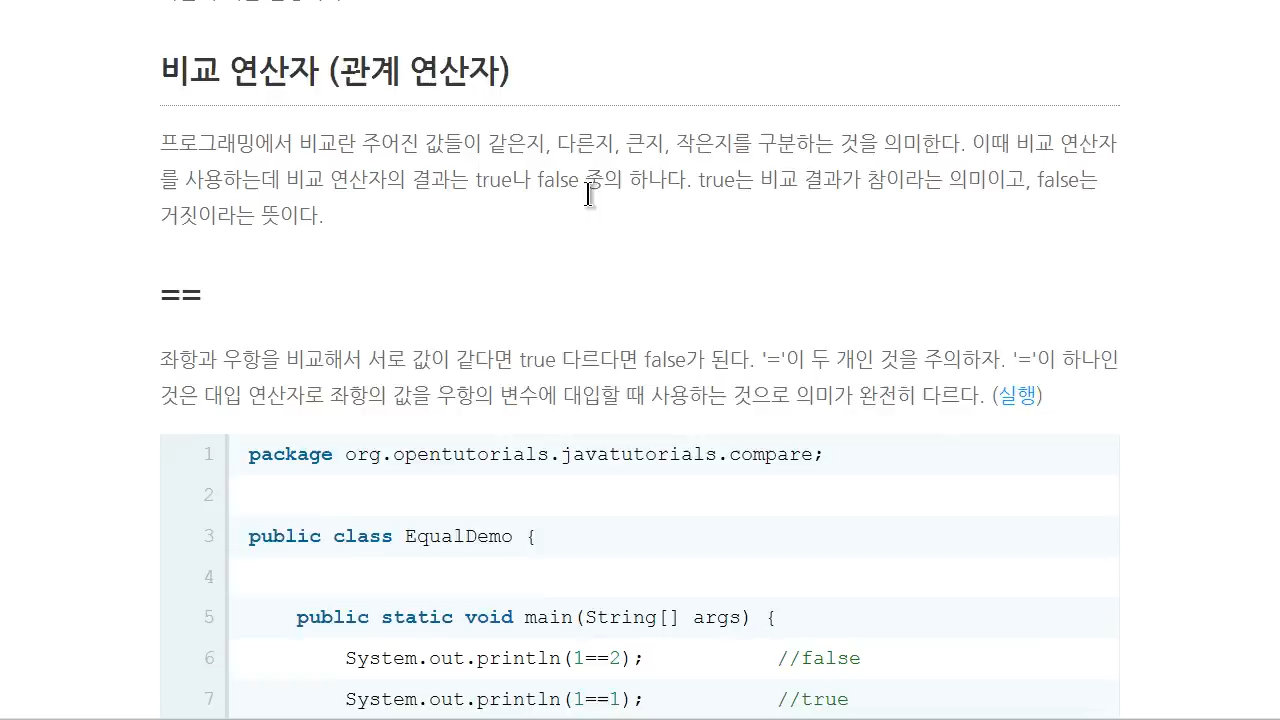 비교 연산자 (관계 연산자)
프로그래밍에서 비교란 주어진 값들이 같은지, 다른지, 큰지, 작은지를 구분하는 것을 의미한다. 이때 비교 연산자
를 사용하는데 비교 연산자의 결과는 true나 false 중의 하나다. true는 비교 결과가 참이라는 의미이고, false는
거짓이라는 뜻이다.
==
좌항과 우항을 비교해서 서로 값이 같다면 true 다르다면 false가 된다. '='이 두 개인 것을 주의하자. '='이 하나인
것은 대입 연산자로 좌항의 값을 우항의 변수에 대입할 때 사용하는 것으로 의미가 완전히 다르다. (실행)
1 package org.opentutorials.javatutorials.compare;
2
3 public class EqualDemo {
4
5 public static void main(String[] args) {
6 System.out.println(1==2); //false
7 System.out.println(1==1); //true